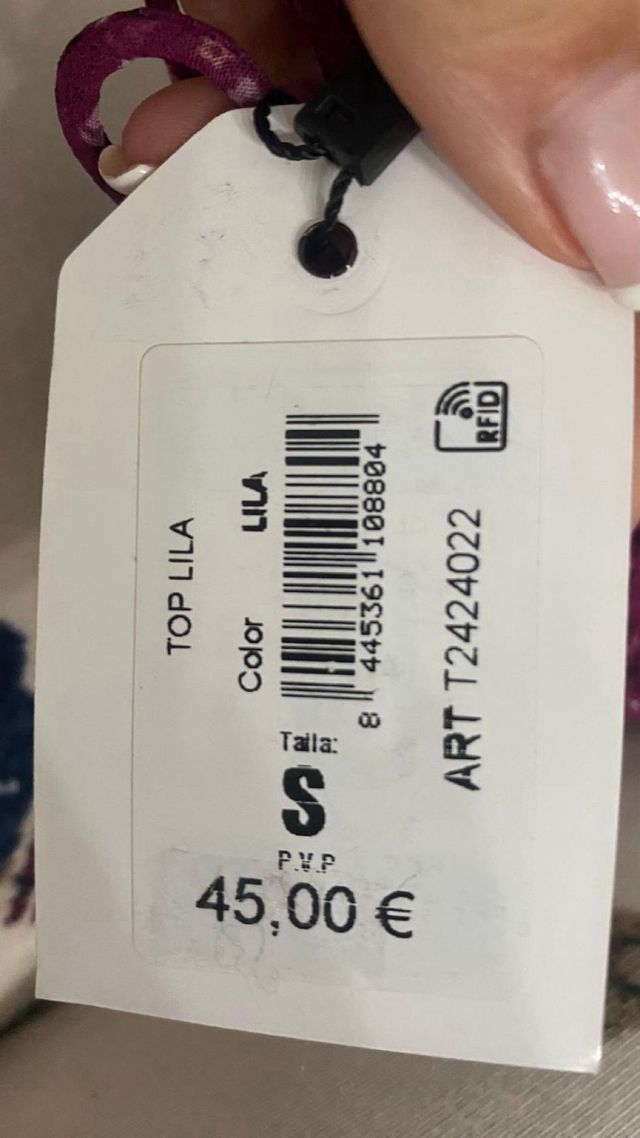 TOP LILA
Color LILA
8 445361 108804
Talla:
S
ART T2424022
RFID
P.V.P
45,00 €